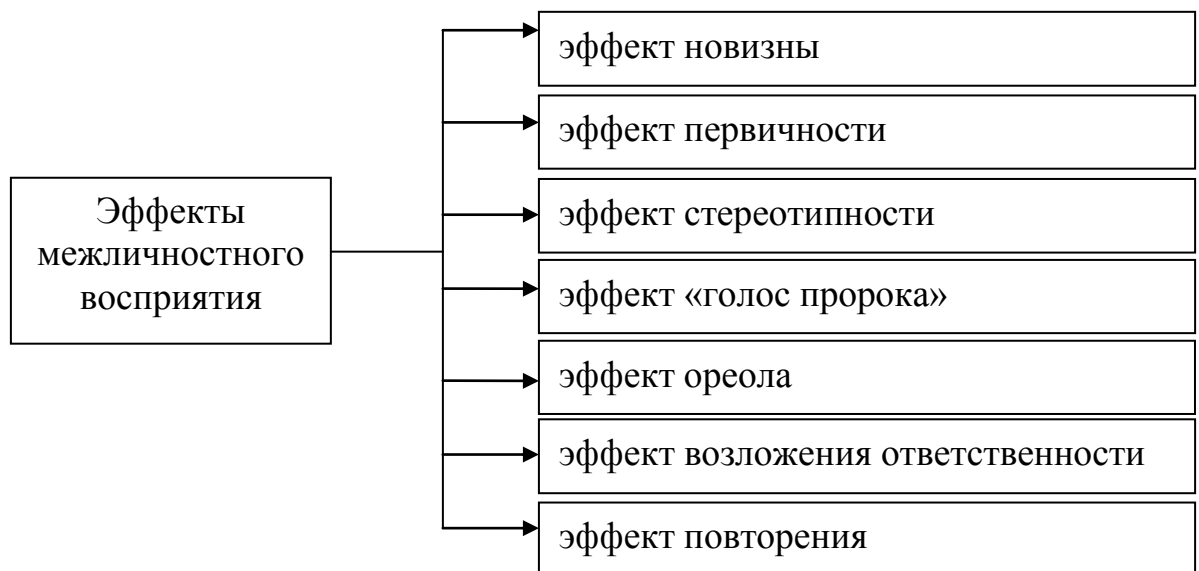 Эффекты
межличностного
восприятия
эффект новизны
эффект первичности
эффект стереотипности
эффект «голос пророка»
эффект ореола
эффект возложения ответственности
эффект повторения